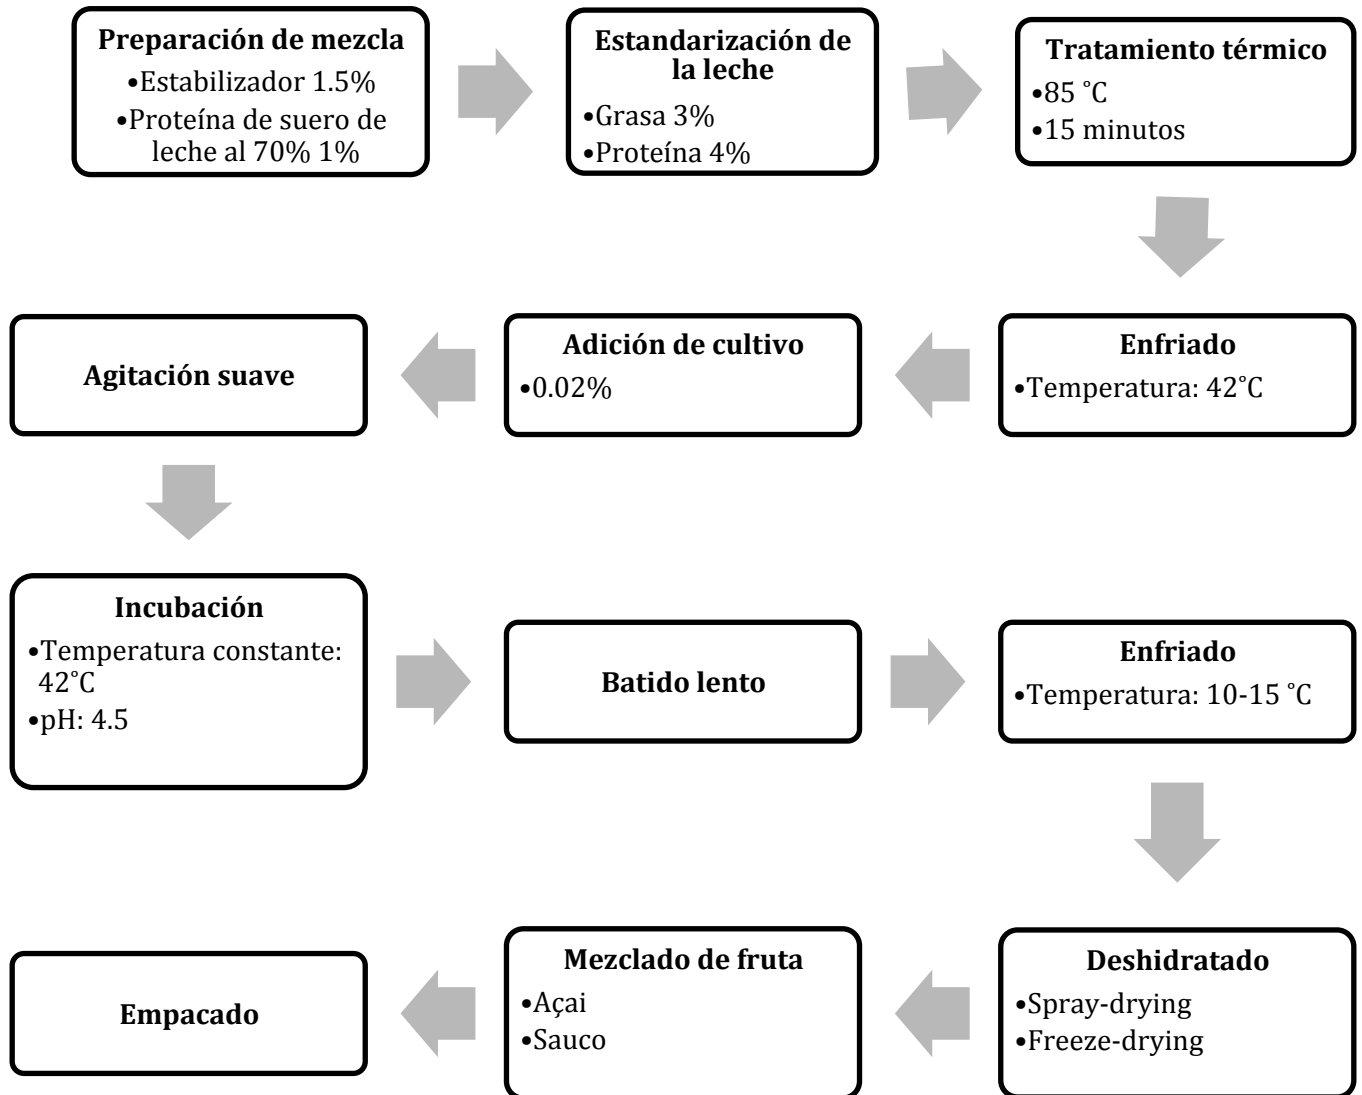 Preparación de mezcla
•Estabilizador 1.5%
•Proteína de suero de
leche al 70% 1%
Estandarización de
la leche
•Grasa 3%
•Proteína 4%
Tratamiento térmico
•85 ˚C
•15 minutos
Enfriado
•Temperatura: 42˚C
Adición de cultivo
•0.02%
Agitación suave
Incubación
•Temperatura constante:
42˚C
•pH: 4.5
Batido lento
Enfriado
•Temperatura: 10-15 ˚C
Deshidratado
•Spray-drying
•Freeze-drying
Mezclado de fruta
•Açai
•Sauco
Empacado